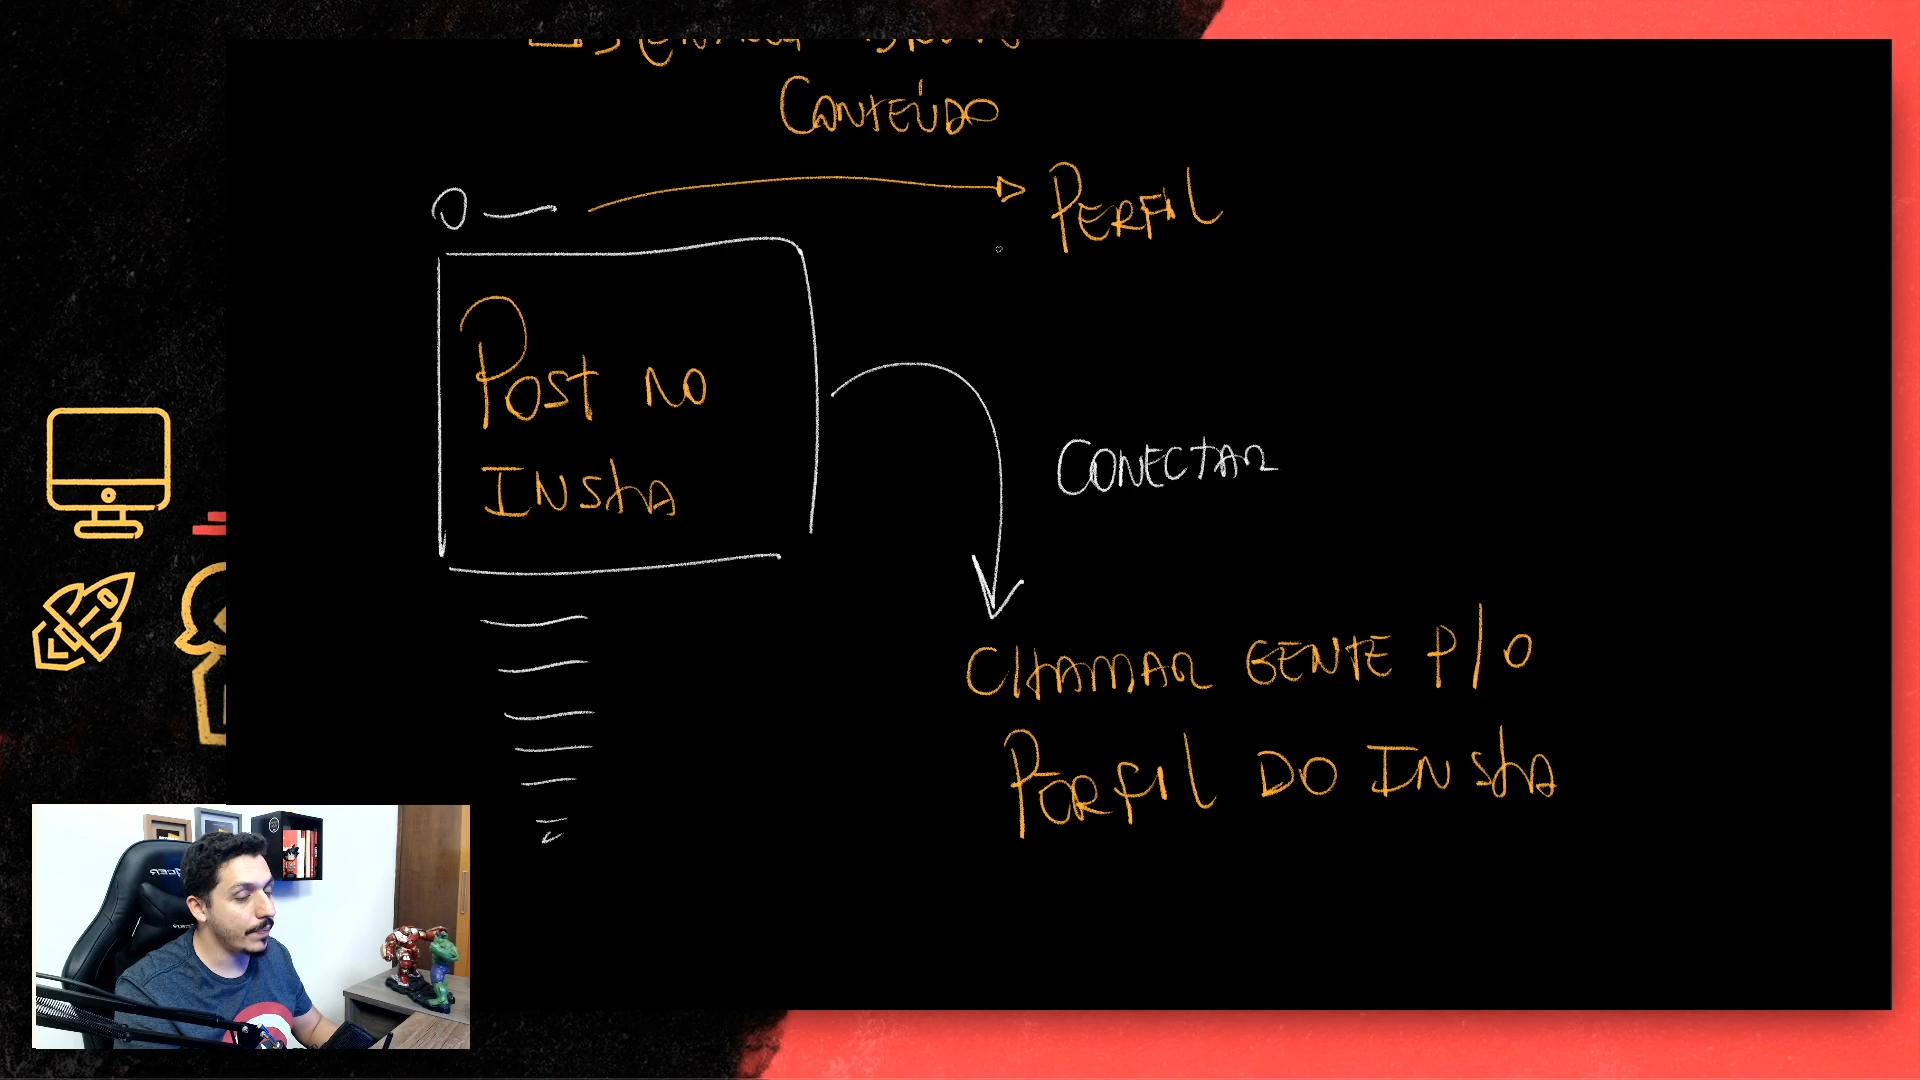 CONTEÚDO
PERFIL
POST NO
INSTA
CONECTAR
CHAMAR GENTE P/ O
PERFIL DO INSTA